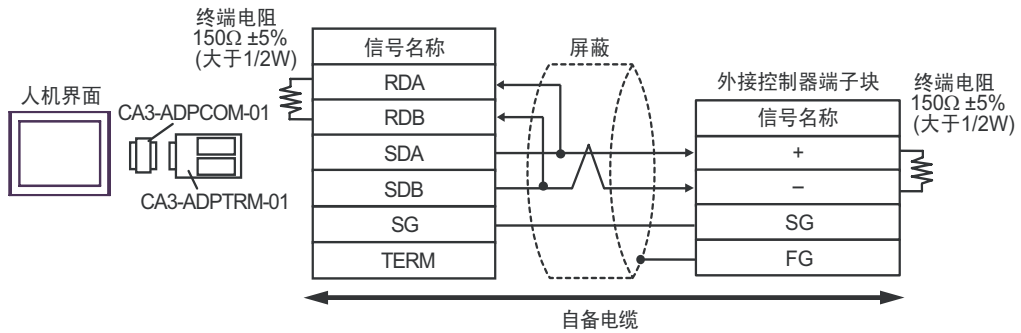 终端电阻
150Ω ±5%
(大于1/2W)
人机界面
CA3-ADPCOM-01
CA3-ADPTRM-01
信号名称
RDA
RDB
SDA
SDB
SG
TERM
屏蔽
外接控制器端子块
信号名称
+
−
SG
FG
终端电阻
150Ω ±5%
(大于1/2W)
自备电缆